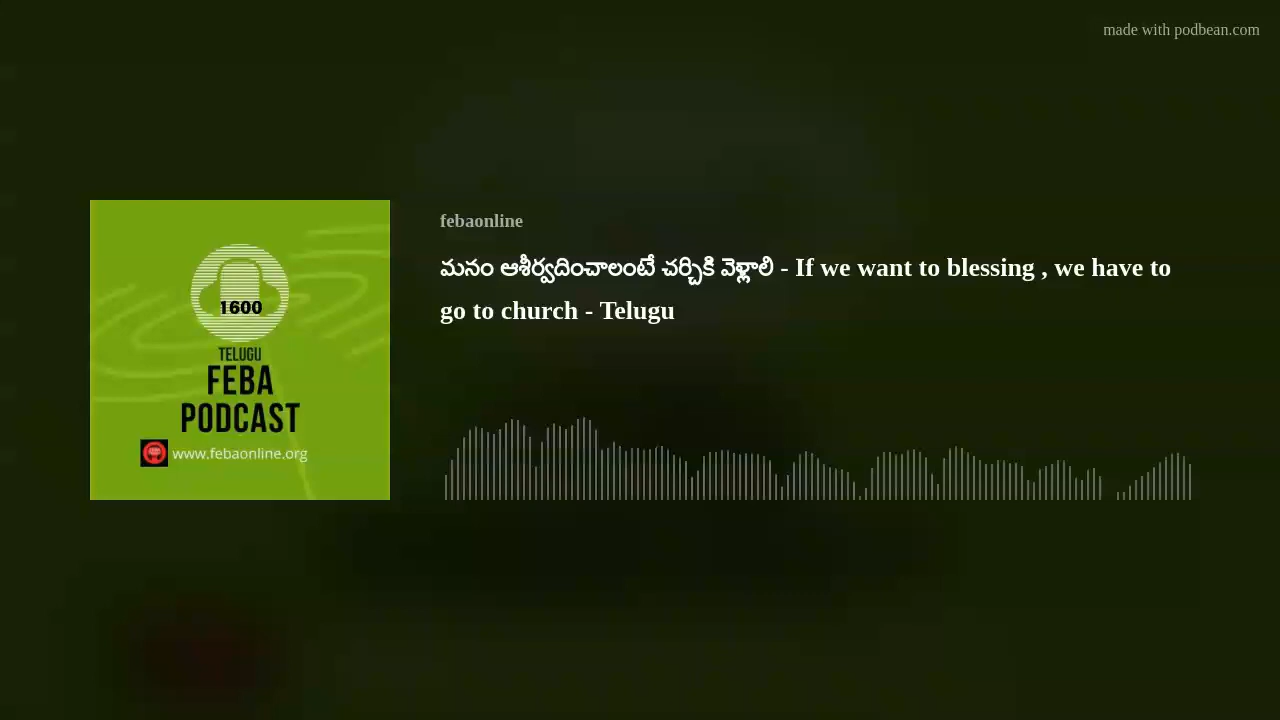 made with podbean.com
febaonline
మనం ఆశీర్వదించాలంటే చర్చికి వెళ్లాలి - If we want to blessing , we have to
go to church - Telugu
1600
TELUGU
FEBA
PODCAST
www.febaonline.org